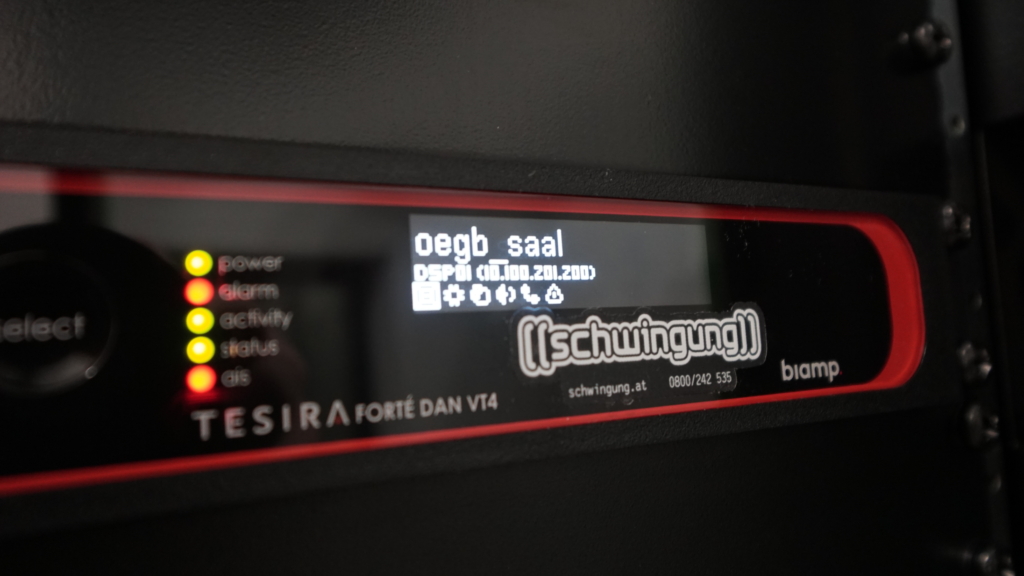 select
power
alarm
activity
status
ais
oegb_saal
DSP01 (10.100.201.200)
((schwingung))
schwingung.at 0800/242 535
biamp.
TESIRA FORTÉ DAN VT4